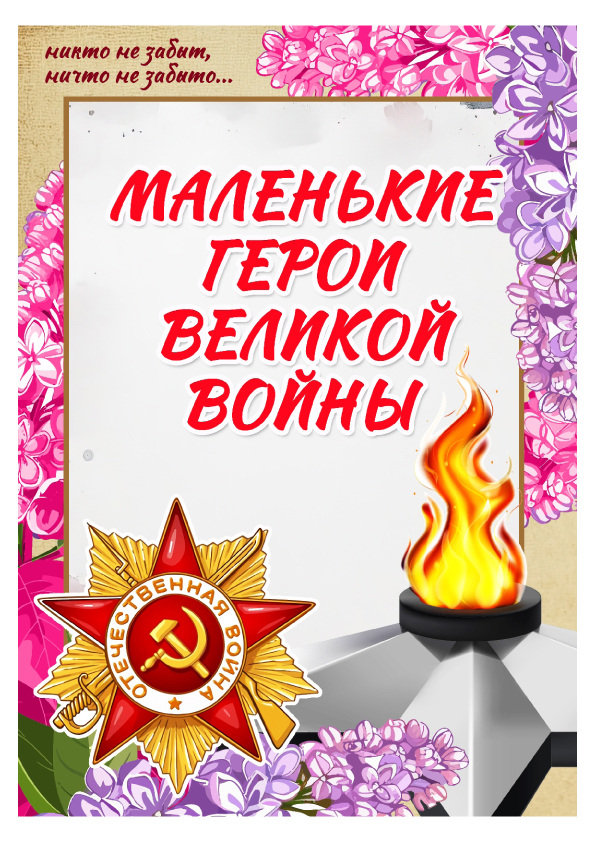 никто не забыт,
ничто не забыто...
МАЛЕНЬКИЕ
ГЕРОИ
ВЕЛИКОЙ
ВОЙНЫ
ОТЕЧЕСТВЕННАЯ ВОЙНА